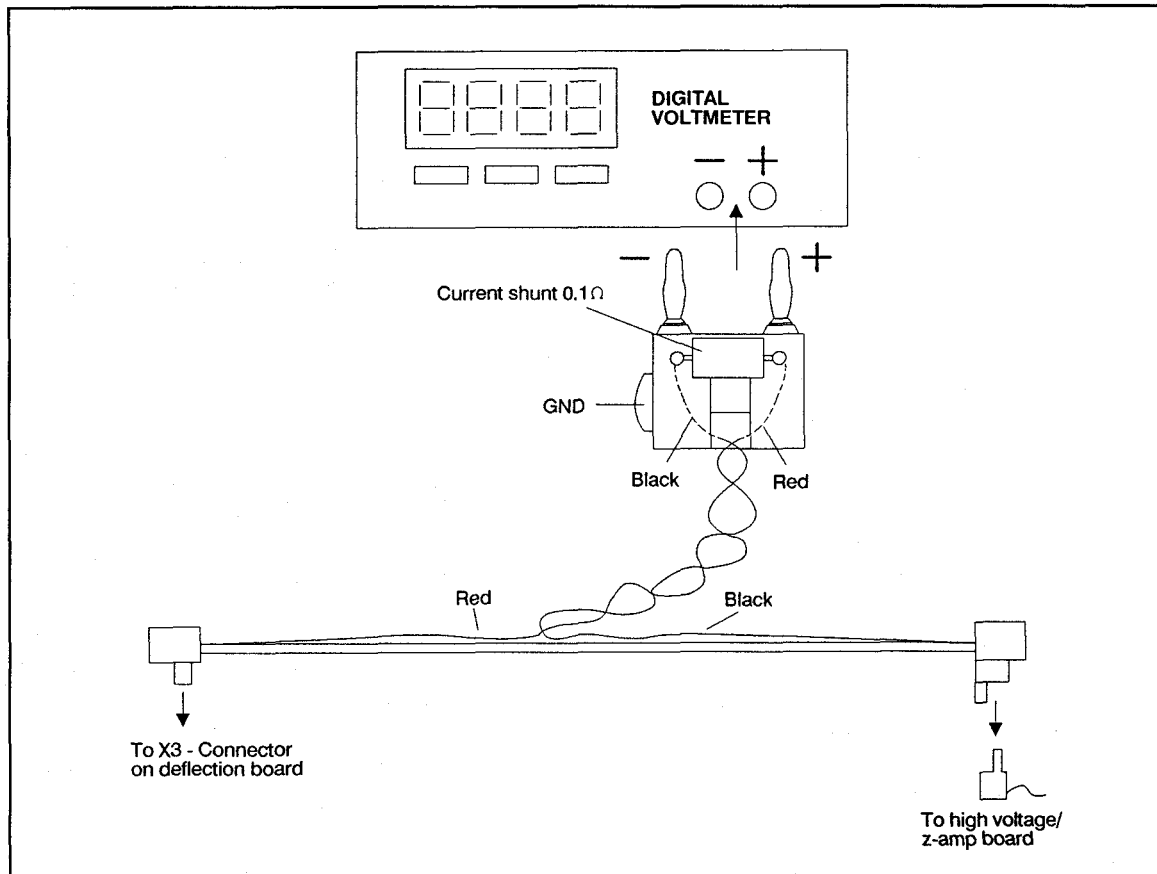 DIGITAL
VOLTMETER
− +
− +
Current shunt 0.1Ω
GND
Black
Red
Red
Black
To X3 - Connector
on deflection board
To high voltage/
z-amp board